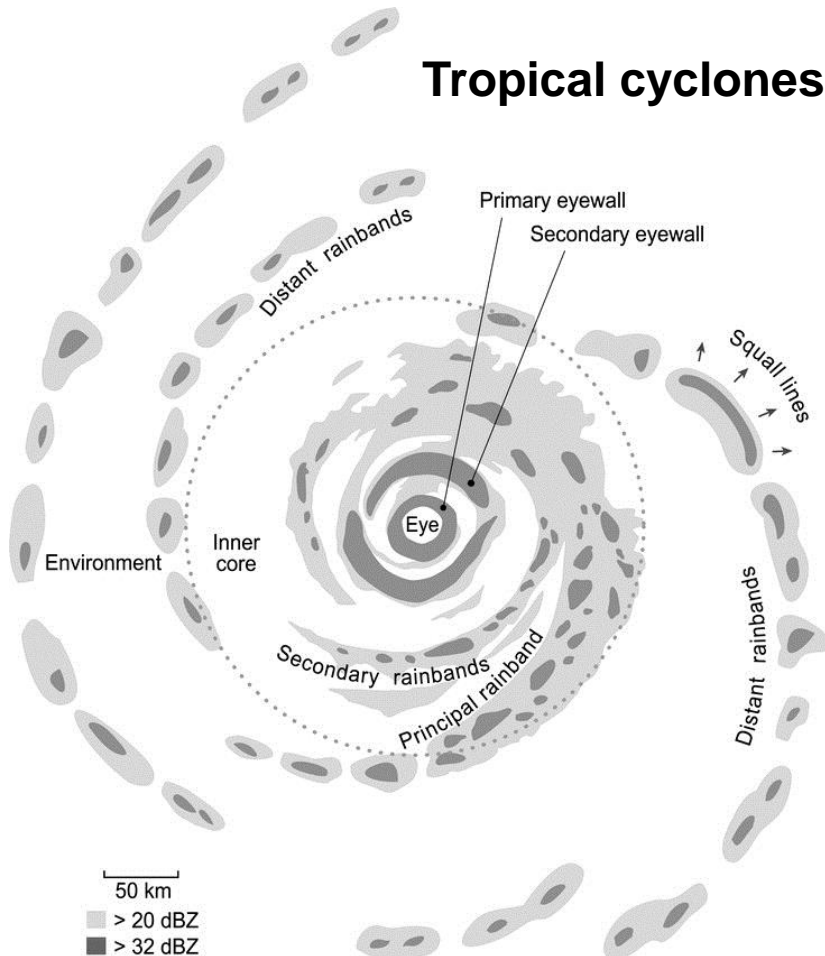 Tropical cyclones
Primary eyewall
Secondary eyewall
Distant rainbands
Squall lines
Eye
Environment
Inner
core
Secondary rainbands
Principal rainband
Distant rainbands
50 km
> 20 dBZ
> 32 dBZ